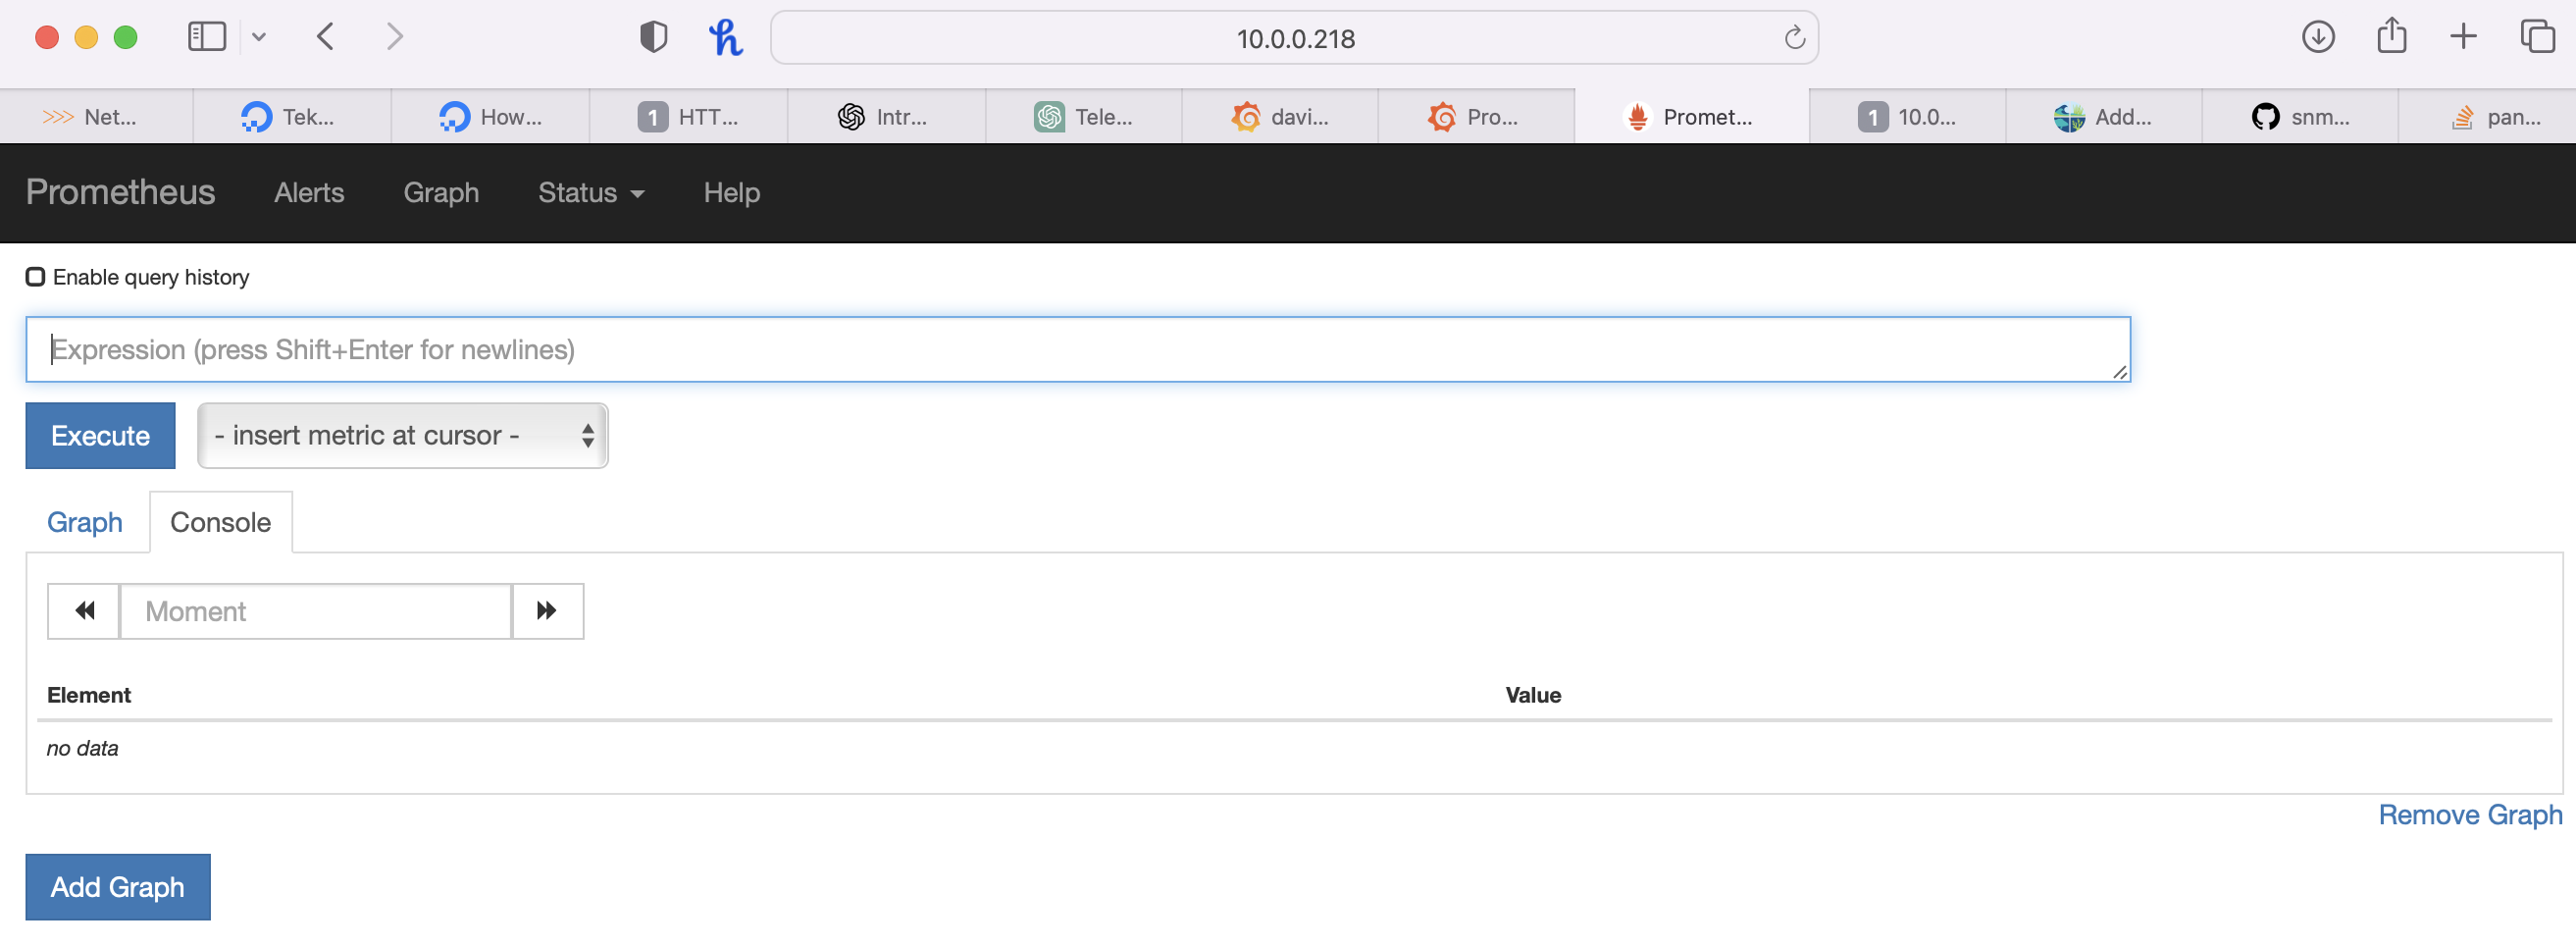 10.0.0.218
>>> Net... Tek... How... 1 HTT... Intr... Tele... davi... Pro... Promet... 1 10.0... Add... snm... pan...
Prometheus Alerts Graph Status Help
Enable query history
Expression (press Shift+Enter for newlines)
Execute - insert metric at cursor -
Graph Console
Moment
Element Value
no data
Remove Graph
Add Graph